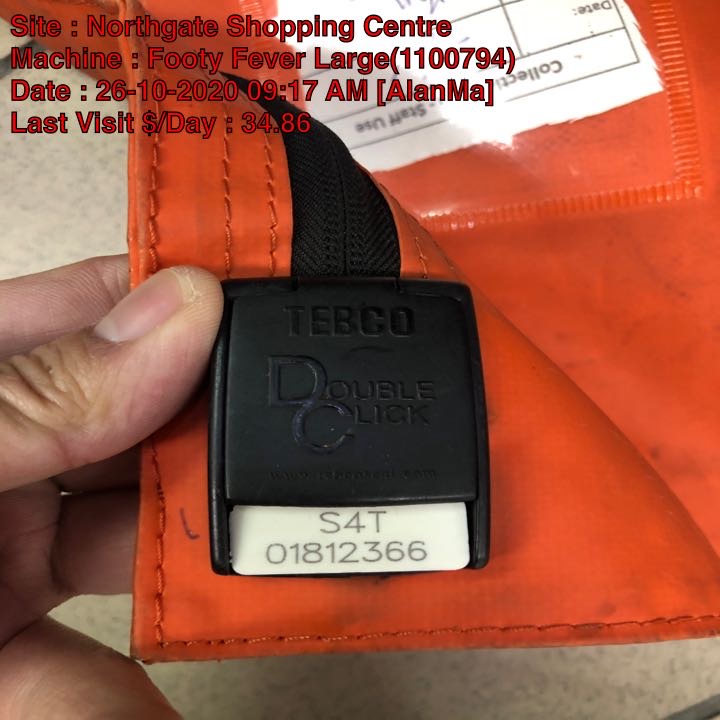 Site : Northgate Shopping Centre
Machine : Footy Fever Large(1100794)
Date : 26-10-2020 09:17 AM [AlanMa]
Last Visit $/Day : 34.86
Date:
Collecti
Staff Use
TEBCO
DOUBLE
CLICK
S4T
01812366